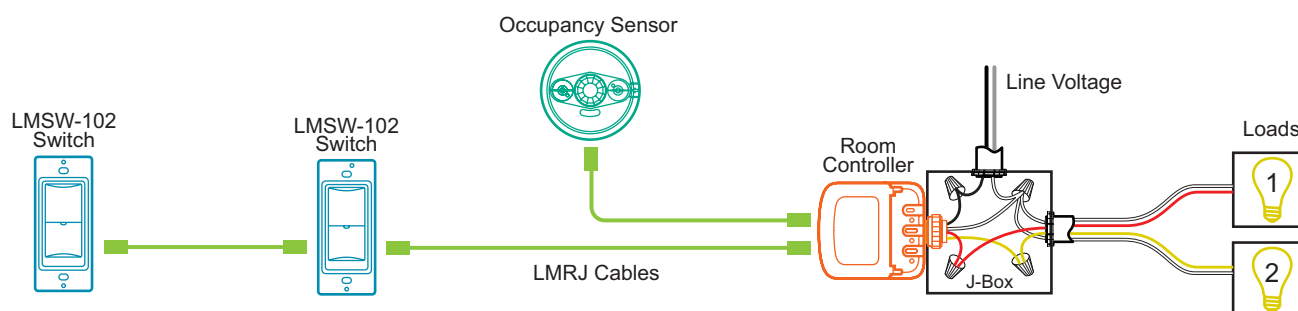 Occupancy Sensor
Line Voltage
LMSW-102
Switch
LMSW-102
Switch
Room
Controller
Loads
1
LMRJ Cables
J-Box
2